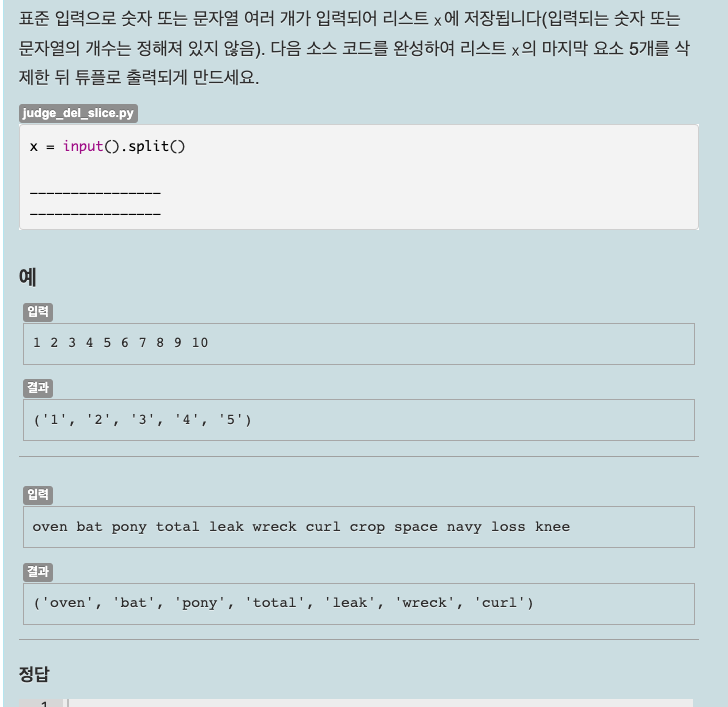 표준 입력으로 숫자 또는 문자열 여러 개가 입력되어 리스트 x에 저장됩니다(입력되는 숫자 또는
문자열의 개수는 정해져 있지 않음). 다음 소스 코드를 완성하여 리스트 x의 마지막 요소 5개를 삭
제한 뒤 튜플로 출력되게 만드세요.
judge_del_slice.py
x = input().split()
________________
________________
예
입력
1 2 3 4 5 6 7 8 9 10
결과
('1', '2', '3', '4', '5')
입력
oven bat pony total leak wreck curl crop space navy loss knee
결과
('oven', 'bat', 'pony', 'total', 'leak', 'wreck', 'curl')
정답
1